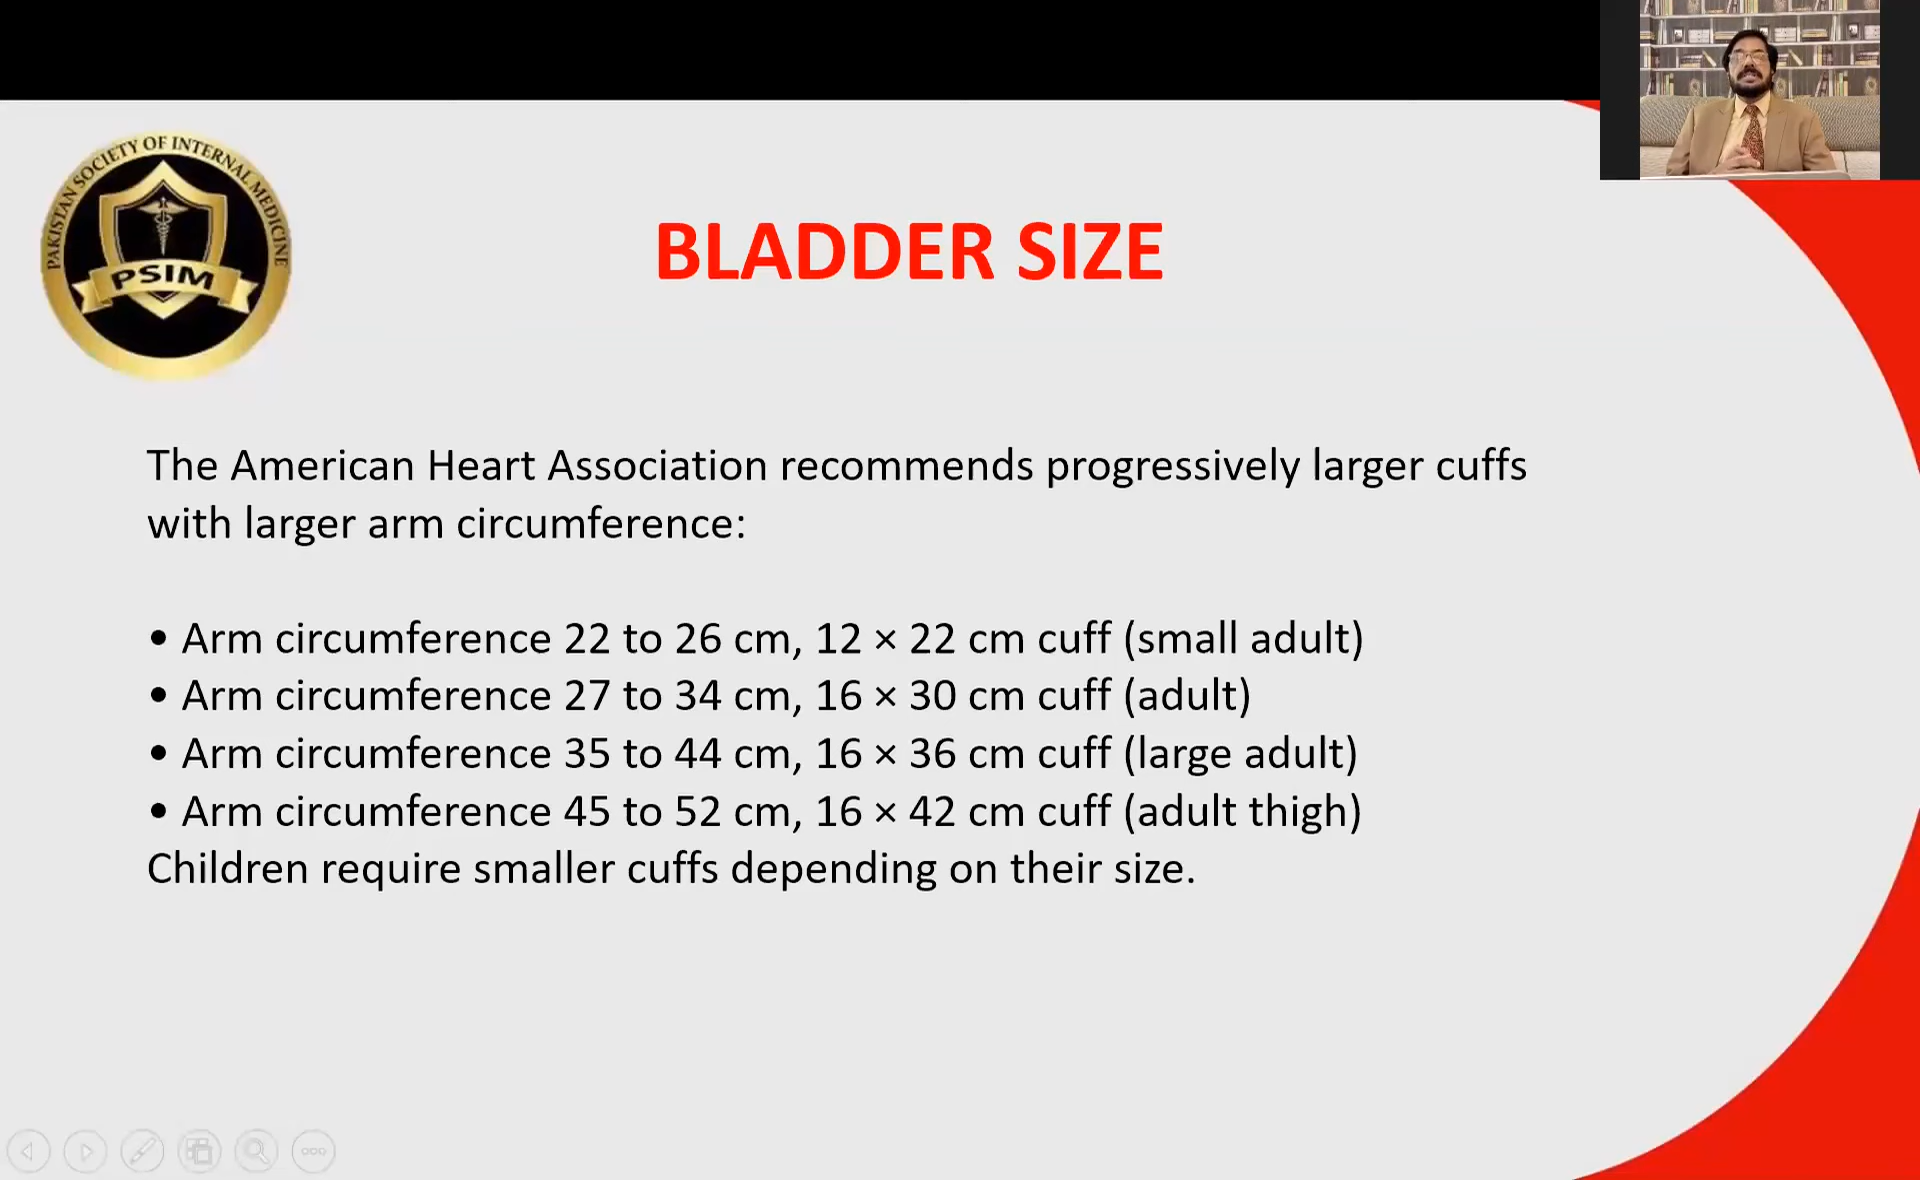 PAKISTAN SOCIETY OF INTERNAL MEDICINE
PSIM
BLADDER SIZE
The American Heart Association recommends progressively larger cuffs
with larger arm circumference:
• Arm circumference 22 to 26 cm, 12 × 22 cm cuff (small adult)
• Arm circumference 27 to 34 cm, 16 × 30 cm cuff (adult)
• Arm circumference 35 to 44 cm, 16 × 36 cm cuff (large adult)
• Arm circumference 45 to 52 cm, 16 × 42 cm cuff (adult thigh)
Children require smaller cuffs depending on their size.